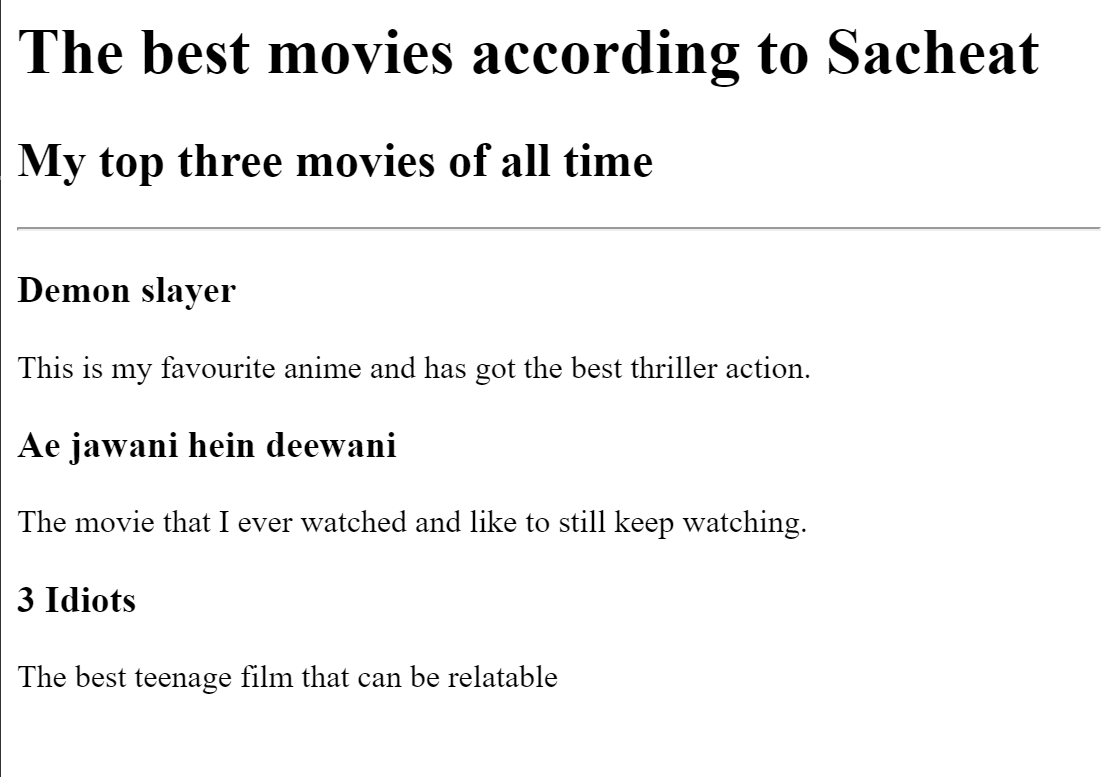 The best movies according to Sacheat
My top three movies of all time
Demon slayer
This is my favourite anime and has got the best thriller action.
Ae jawani hein deewani
The movie that I ever watched and like to still keep watching.
3 Idiots
The best teenage film that can be relatable